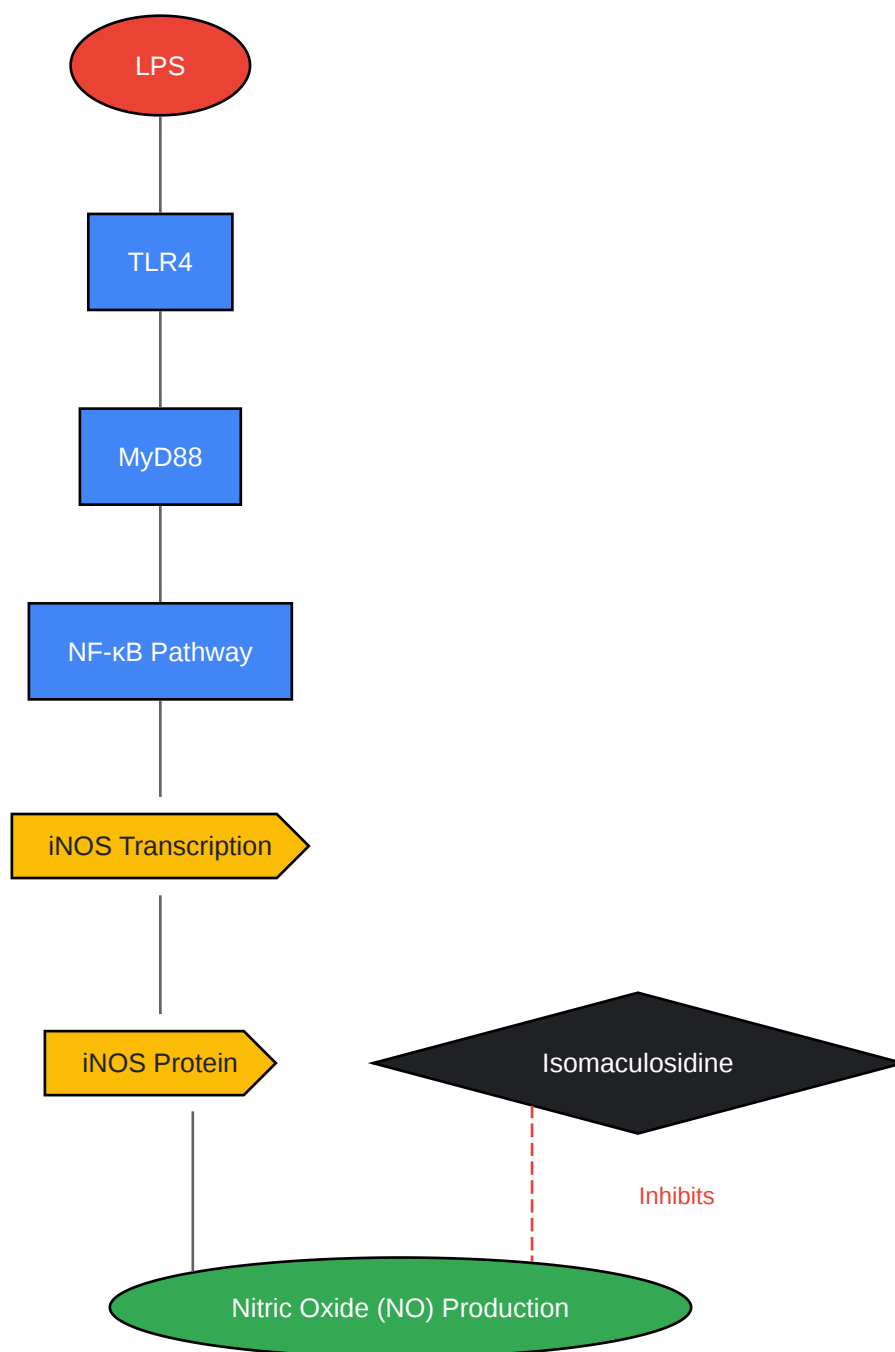 LPS
TLR4
MyD88
NF-κB Pathway
iNOS Transcription
iNOS Protein
Isomaculosidine
Inhibits
Nitric Oxide (NO) Production